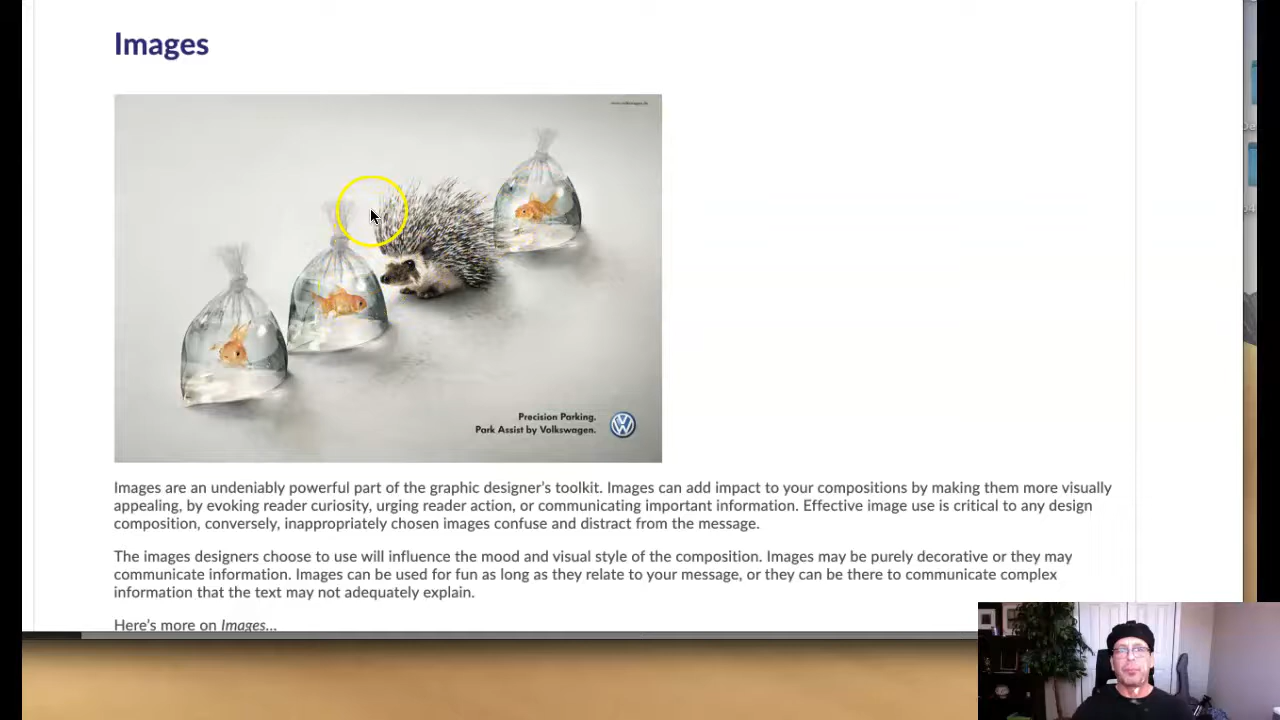 Images
Precision Parking.
Park Assist by Volkswagen.
Images are an undeniably powerful part of the graphic designer's toolkit. Images can add impact to your compositions by making them more visually
appealing, by evoking reader curiosity, urging reader action, or communicating important information. Effective image use is critical to any design
composition, conversely, inappropriately chosen images confuse and distract from the message.
The images designers choose to use will influence the mood and visual style of the composition. Images may be purely decorative or they may
communicate information. Images can be used for fun as long as they relate to your message, or they can be there to communicate complex
information that the text may not adequately explain.
Here's more on Images...